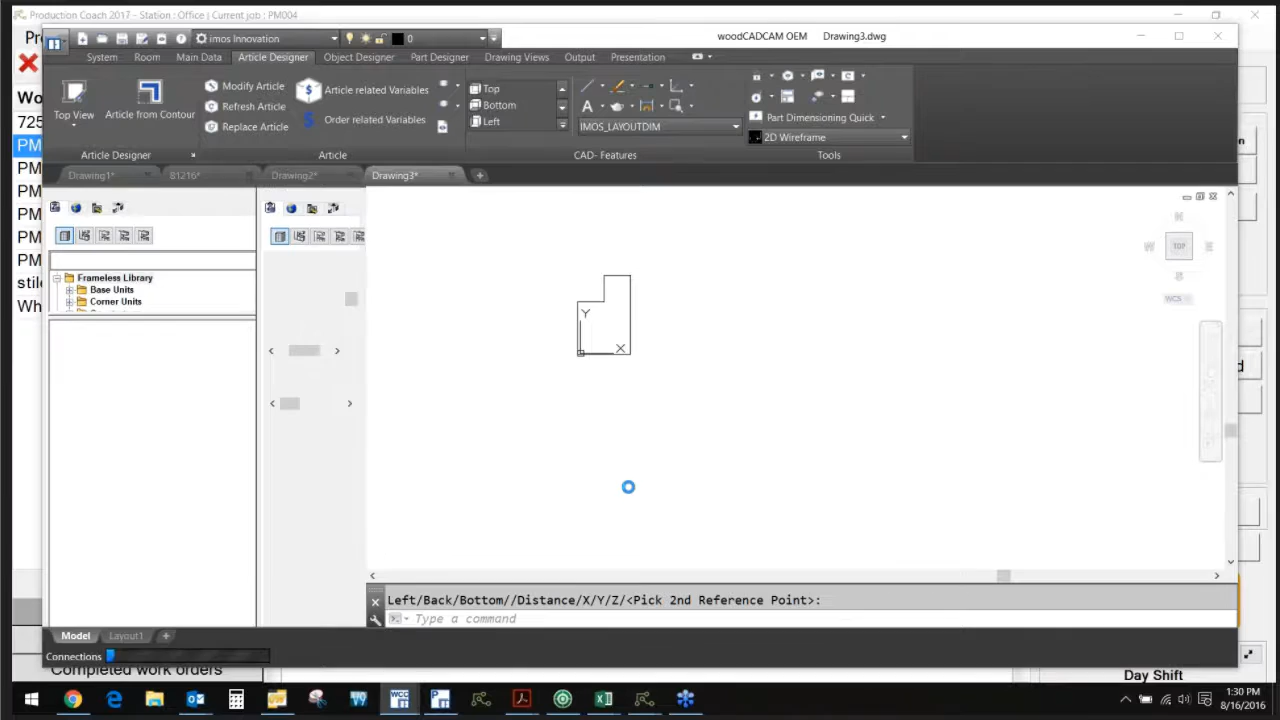 Production Coach 2017 - Station : Office | Current job : PM004
imos Innovation
0
woodCADCAM OEM Drawing3.dwg
System Room Main Data Article Designer Object Designer Part Designer Drawing Views Output Presentation
Top View
Article from Contour
Modify Article
Refresh Article
Replace Article
Article related Variables
Order related Variables
Top
Bottom
Left
IMOS_LAYOUTDIM
Part Dimensioning Quick
2D Wireframe
Article Designer Article CAD- Features Tools
Drawing1* B1216* Drawing2* Drawing3*
Wo
725
PM
PM
PM
PM
PM
PM
stile
Wh
Frameless Library
Base Units
Corner Units
Y
X
TOP
WCS
Left/Back/Bottom//Distance/X/Y/Z/<Pick 2nd Reference Point>:
Type a command
Model Layout1
Connections
Completed work orders
Day Shift
WCC
1:30 PM
8/16/2016